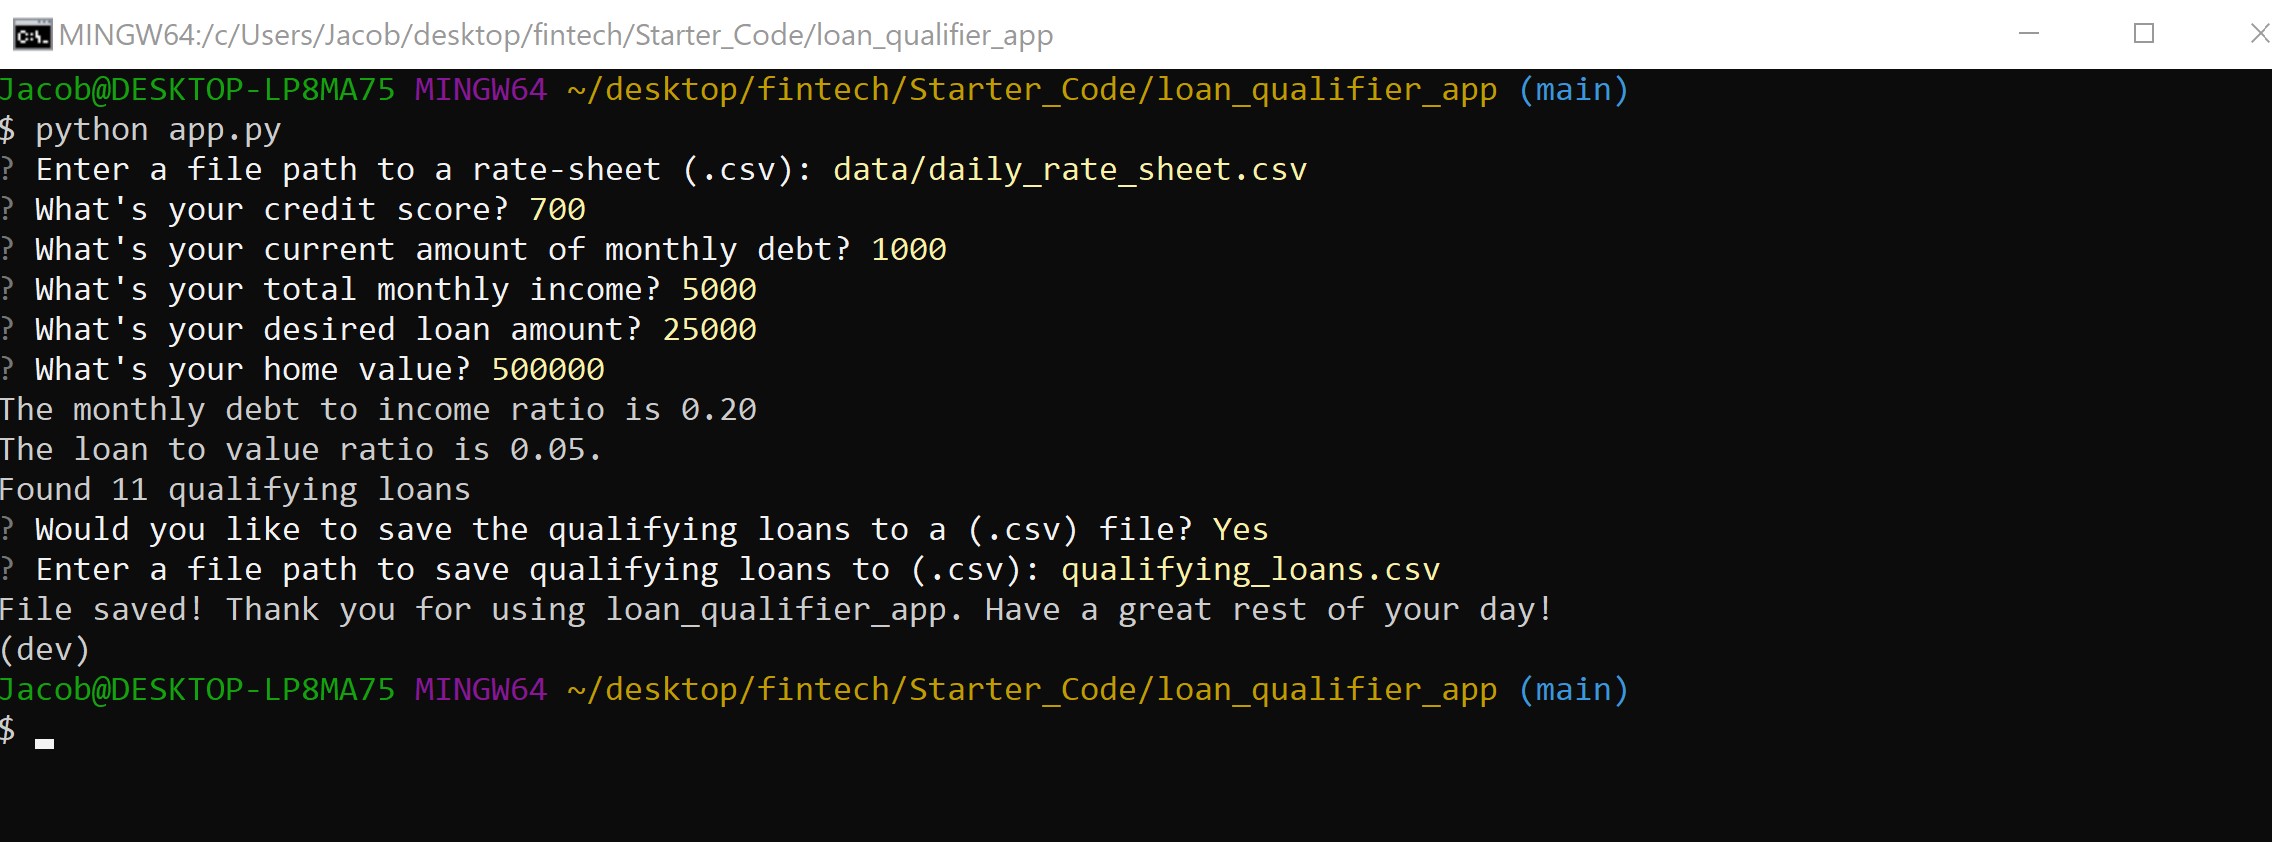 MINGW64:/c/Users/Jacob/desktop/fintech/Starter_Code/loan_qualifier_app
Jacob@DESKTOP-LP8MA75 MINGW64 ~/desktop/fintech/Starter_Code/loan_qualifier_app (main)
$ python app.py
? Enter a file path to a rate-sheet (.csv): data/daily_rate_sheet.csv
? What's your credit score? 700
? What's your current amount of monthly debt? 1000
? What's your total monthly income? 5000
? What's your desired loan amount? 25000
? What's your home value? 500000
The monthly debt to income ratio is 0.20
The loan to value ratio is 0.05.
Found 11 qualifying loans
? Would you like to save the qualifying loans to a (.csv) file? Yes
? Enter a file path to save qualifying loans to (.csv): qualifying_loans.csv
File saved! Thank you for using loan_qualifier_app. Have a great rest of your day!
(dev)
Jacob@DESKTOP-LP8MA75 MINGW64 ~/desktop/fintech/Starter_Code/loan_qualifier_app (main)
$